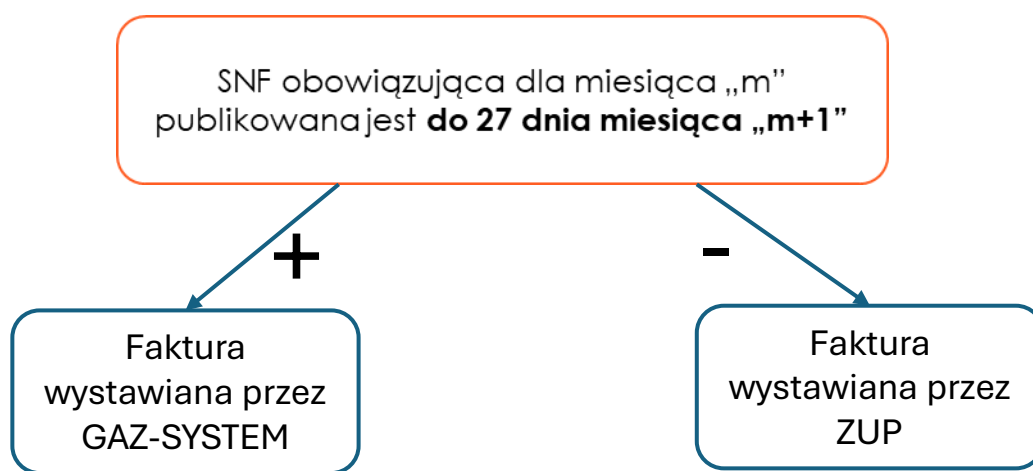 SNF obowiązująca dla miesiąca „m”
publikowana jest do 27 dnia miesiąca „m+1”
+
-
Faktura
wystawiana przez
GAZ-SYSTEM
Faktura
wystawiana przez
ZUP